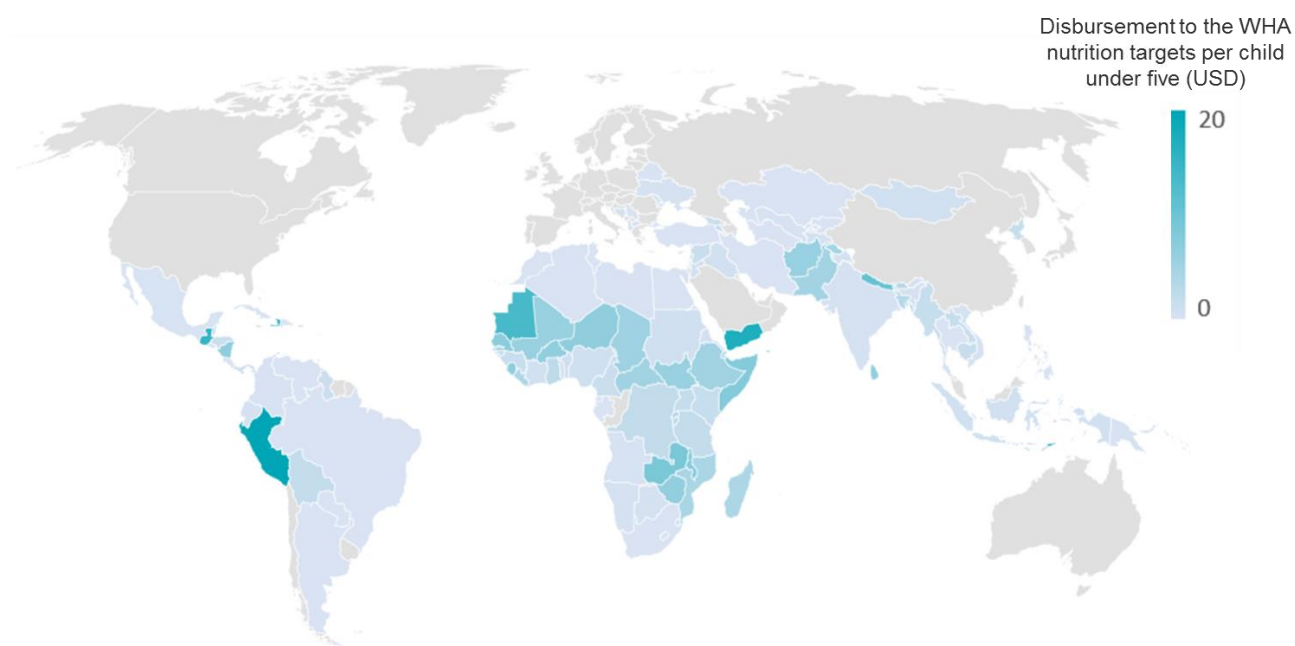 Disbursement to the WHA
nutrition targets per child
under five (USD)
20
0